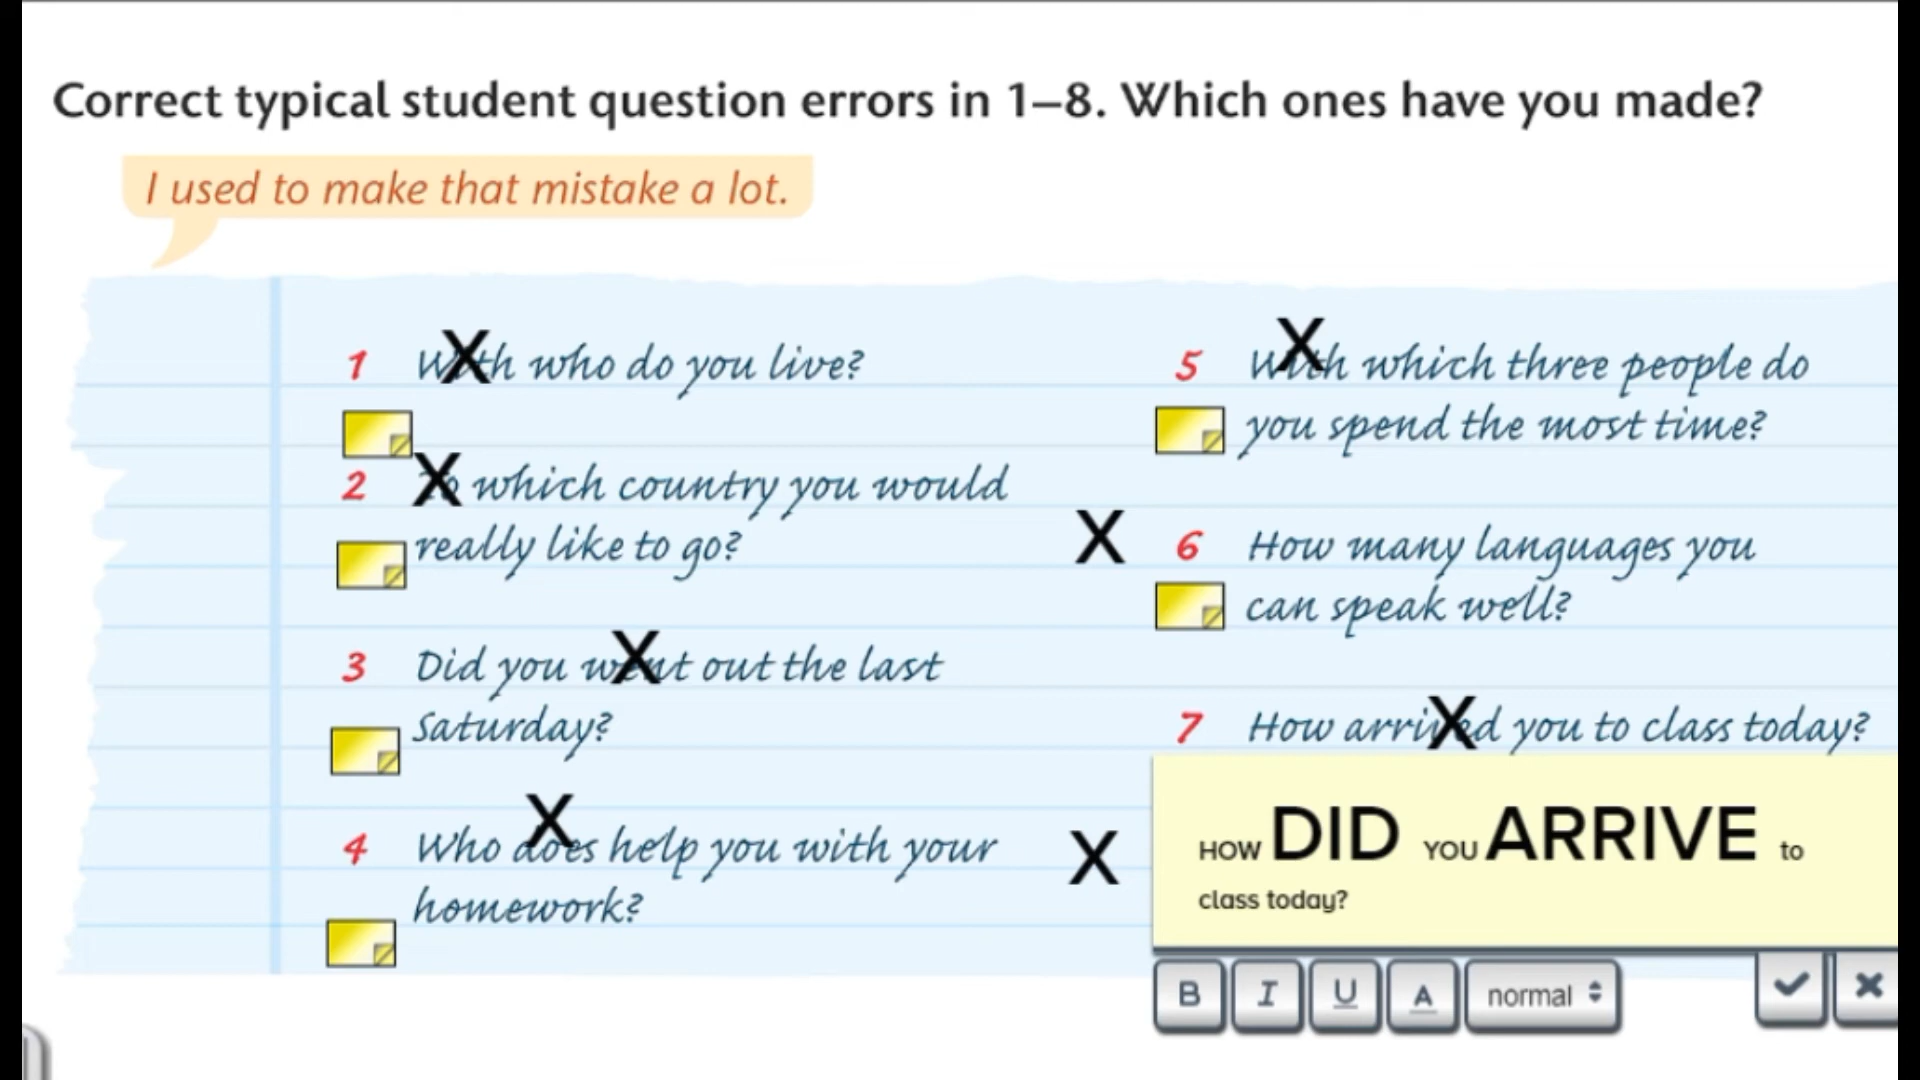 Correct typical student question errors in 1–8. Which ones have you made?
I used to make that mistake a lot.
1 With who do you live?
2 To which country you would
really like to go?
3 Did you went out the last
Saturday?
4 Who does help you with your
homework?
5 With which three people do
you spend the most time?
6 How many languages you
can speak well?
7 How arrived you to class today?
HOW DID YOU ARRIVE to
class today?
B I U A normal